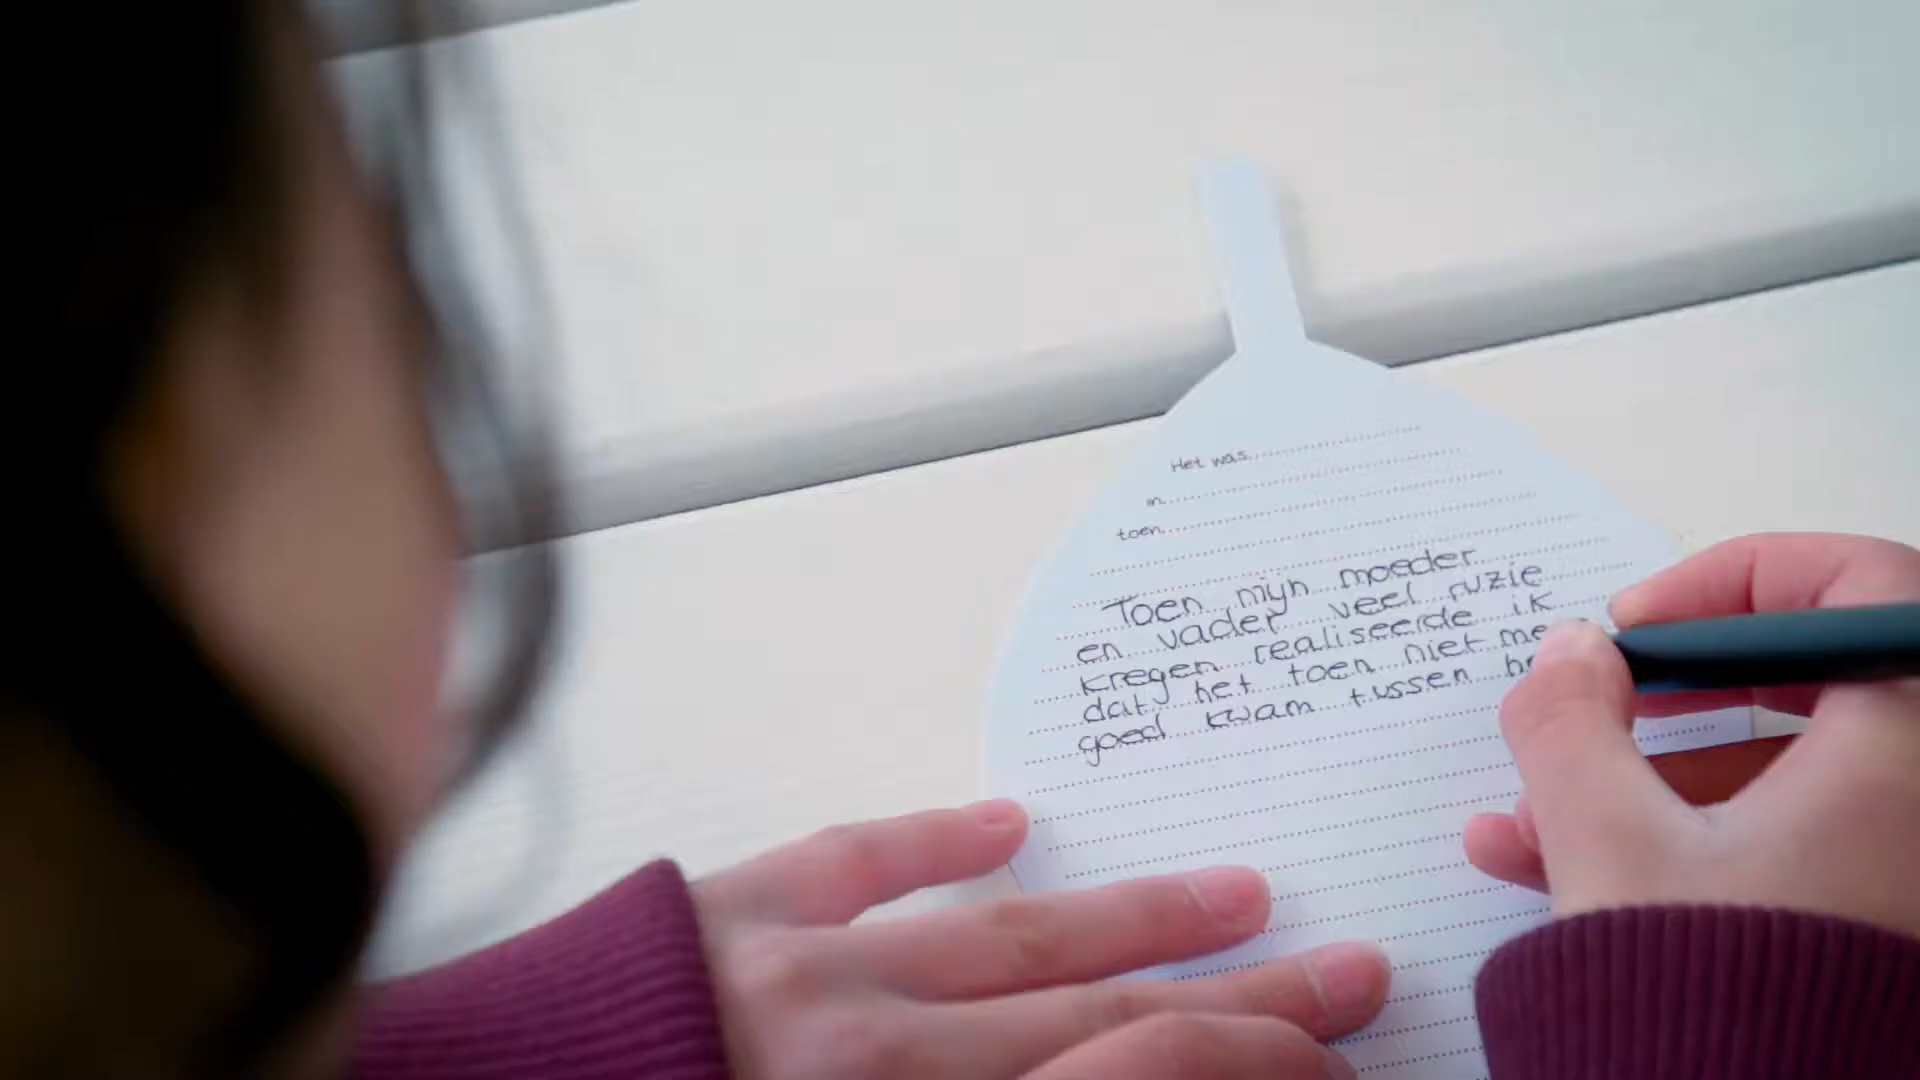 Het was
in
toen
Toen mijn moeder
en vader veel ruzie
kregen realiseerde ik
dat het toen niet
goed kwam tussen